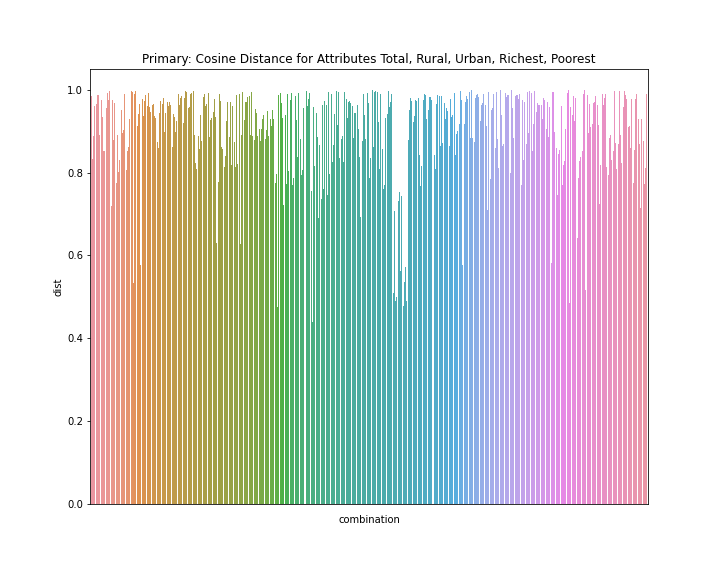 Primary: Cosine Distance for Attributes Total, Rural, Urban, Richest, Poorest
1.0
0.8
0.6
0.4
0.2
0.0
dist
combination